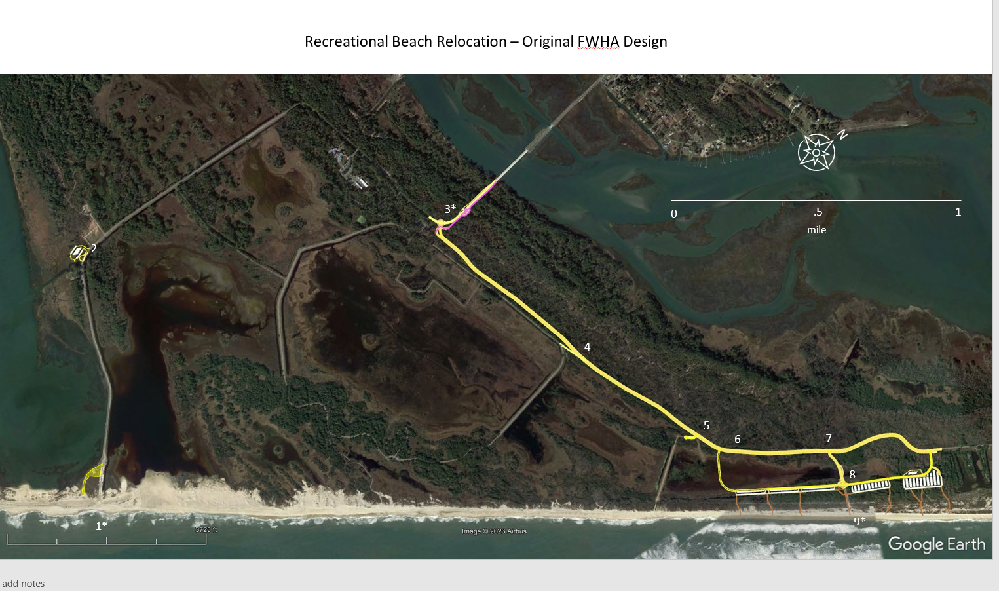 Recreational Beach Relocation – Original FWHA Design
N
3*
0
.5
1
mile
2
4
5
6
7
8
9*
1*
3725 ft
Image © 2023 Airbus
Google Earth
add notes